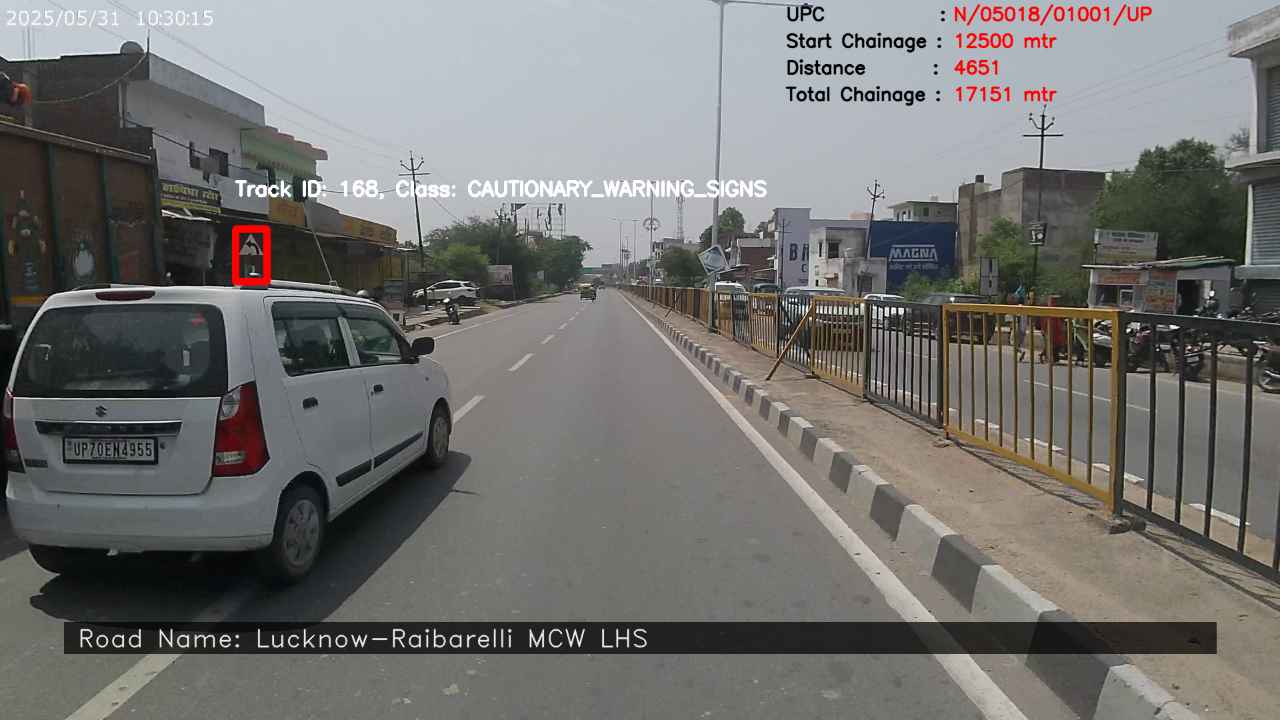 2025/05/31 10:30:15
UPC : N/05018/01001/UP
Start Chainage : 12500 mtr
Distance : 4651
Total Chainage : 17151 mtr
Track ID: 168, Class: CAUTIONARY_WARNING_SIGNS
MAGNA
UP70EN4955
Road Name: Lucknow-Raibarelli MCW LHS